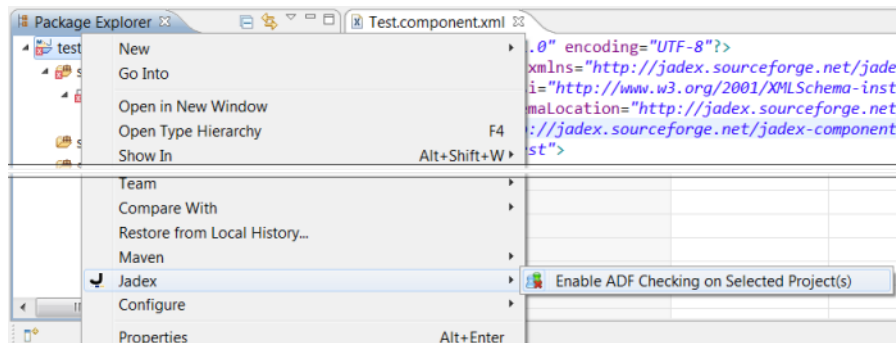 Package Explorer Test.component.xml
test .0" encoding="UTF-8"?>
New xmlns="http://jadex.sourceforge.net/jade
Go Into i="http://www.w3.org/2001/XMLSchema-inst
Open in New Window maLocation="http://jadex.sourceforge.net
Open Type Hierarchy F4 ://jadex.sourceforge.net/jadex-component
Show In Alt+Shift+W st">
Team
Compare With
Restore from Local History...
Maven
Jadex Enable ADF Checking on Selected Project(s)
Configure
Properties Alt+Enter